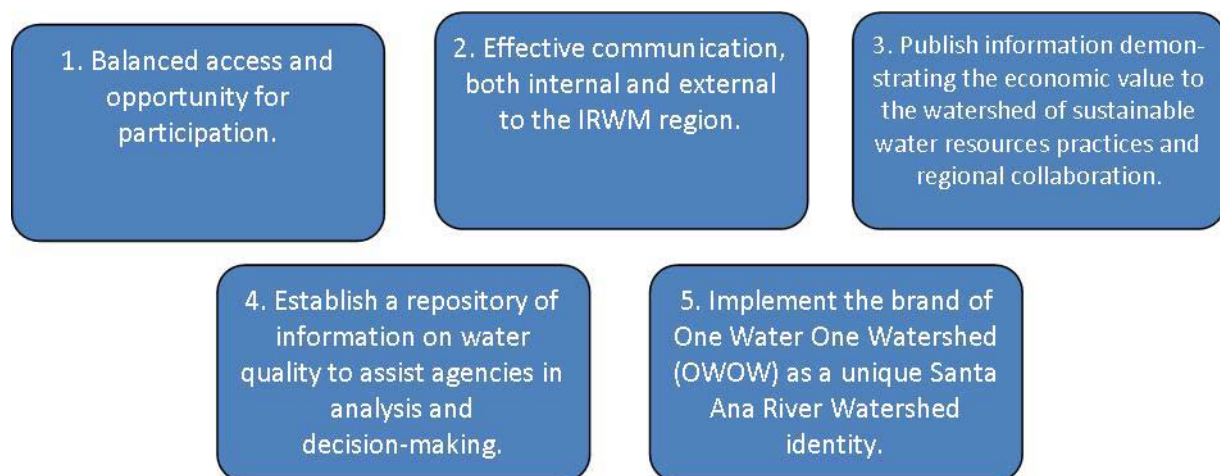 1. Balanced access and
opportunity for
participation.
2. Effective communication,
both internal and external
to the IRWM region.
3. Publish information demon-
strating the economic value to
the watershed of sustainable
water resources practices and
regional collaboration.
4. Establish a repository of
information on water
quality to assist agencies in
analysis and
decision-making.
5. Implement the brand of
One Water One Watershed
(OWOW) as a unique Santa
Ana River Watershed
identity.